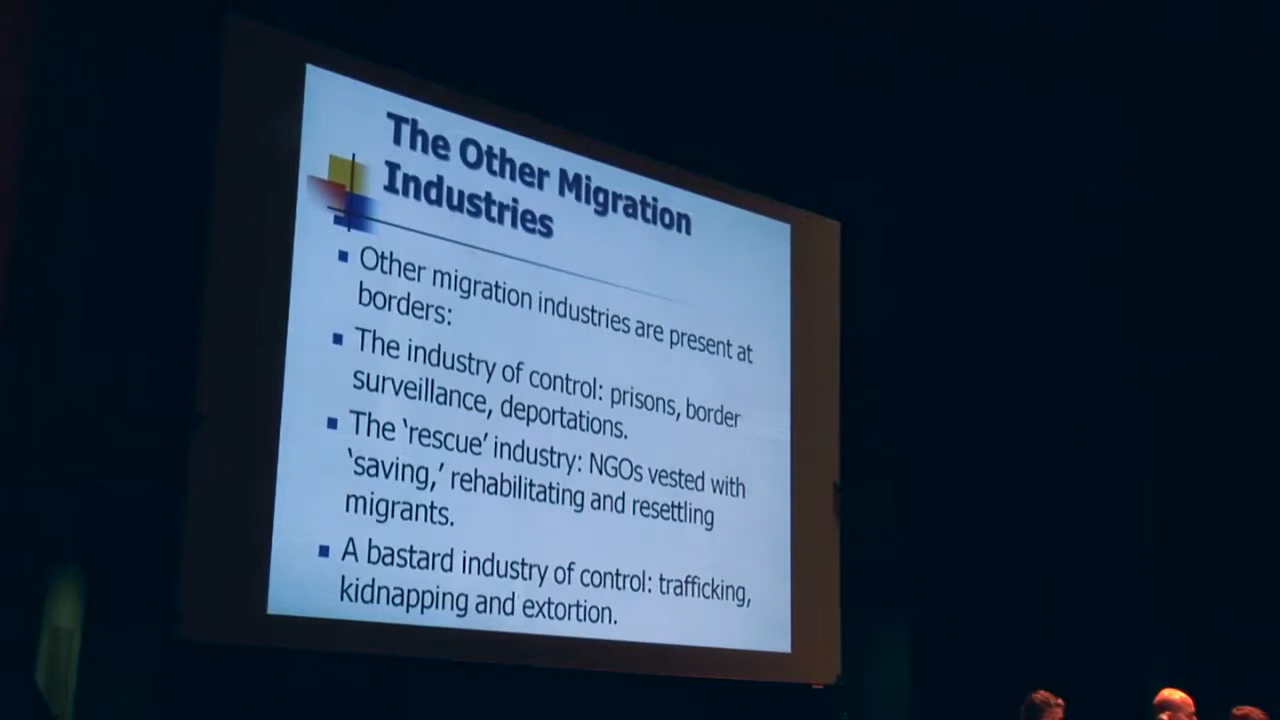 The Other Migration
Industries
Other migration industries are present at
borders:
The industry of control: prisons, border
surveillance, deportations.
The ‘rescue’ industry: NGOs vested with
‘saving,’ rehabilitating and resettling
migrants.
A bastard industry of control: trafficking,
kidnapping and extortion.